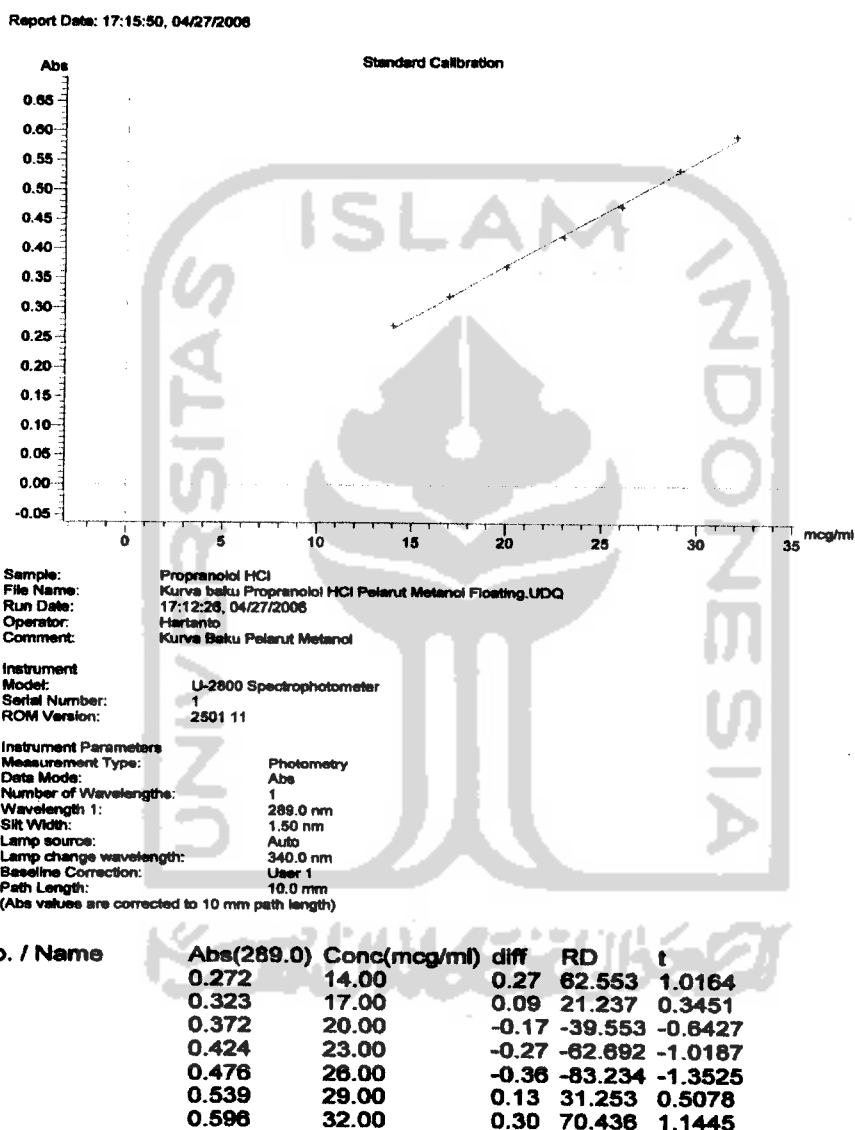 Report Date: 17:15:50, 04/27/2006
Abs Standard Calibration
0.65
0.60
0.55
0.50
0.45
0.40
0.35
0.30
0.25
0.20
0.15
0.10
0.05
0.00
-0.05
0 5 10 15 20 25 30 35 mcg/ml
UNIVERSITAS ISLAM INDONESIA
Sample: Propranolol HCl
File Name: Kurva baku Propranolol HCl Pelarut Metanol Floating.UDQ
Run Date: 17:12:26, 04/27/2006
Operator: Hartanto
Comment: Kurva Baku Pelarut Metanol
Instrument
Model: U-2800 Spectrophotometer
Serial Number: 1
ROM Version: 2501 11
Instrument Parameters
Measurement Type: Photometry
Data Mode: Abs
Number of Wavelengths: 1
Wavelength 1: 289.0 nm
Slit Width: 1.50 nm
Lamp source: Auto
Lamp change wavelength: 340.0 nm
Baseline Correction: User 1
Path Length: 10.0 mm
(Abs values are corrected to 10 mm path length)
o. / Name Abs(289.0) Conc(mcg/ml) diff RD t
0.272 14.00 0.27 62.553 1.0164
0.323 17.00 0.09 21.237 0.3451
0.372 20.00 -0.17 -39.553 -0.6427
0.424 23.00 -0.27 -62.692 -1.0187
0.476 26.00 -0.36 -83.234 -1.3525
0.539 29.00 0.13 31.253 0.5078
0.596 32.00 0.30 70.436 1.1445